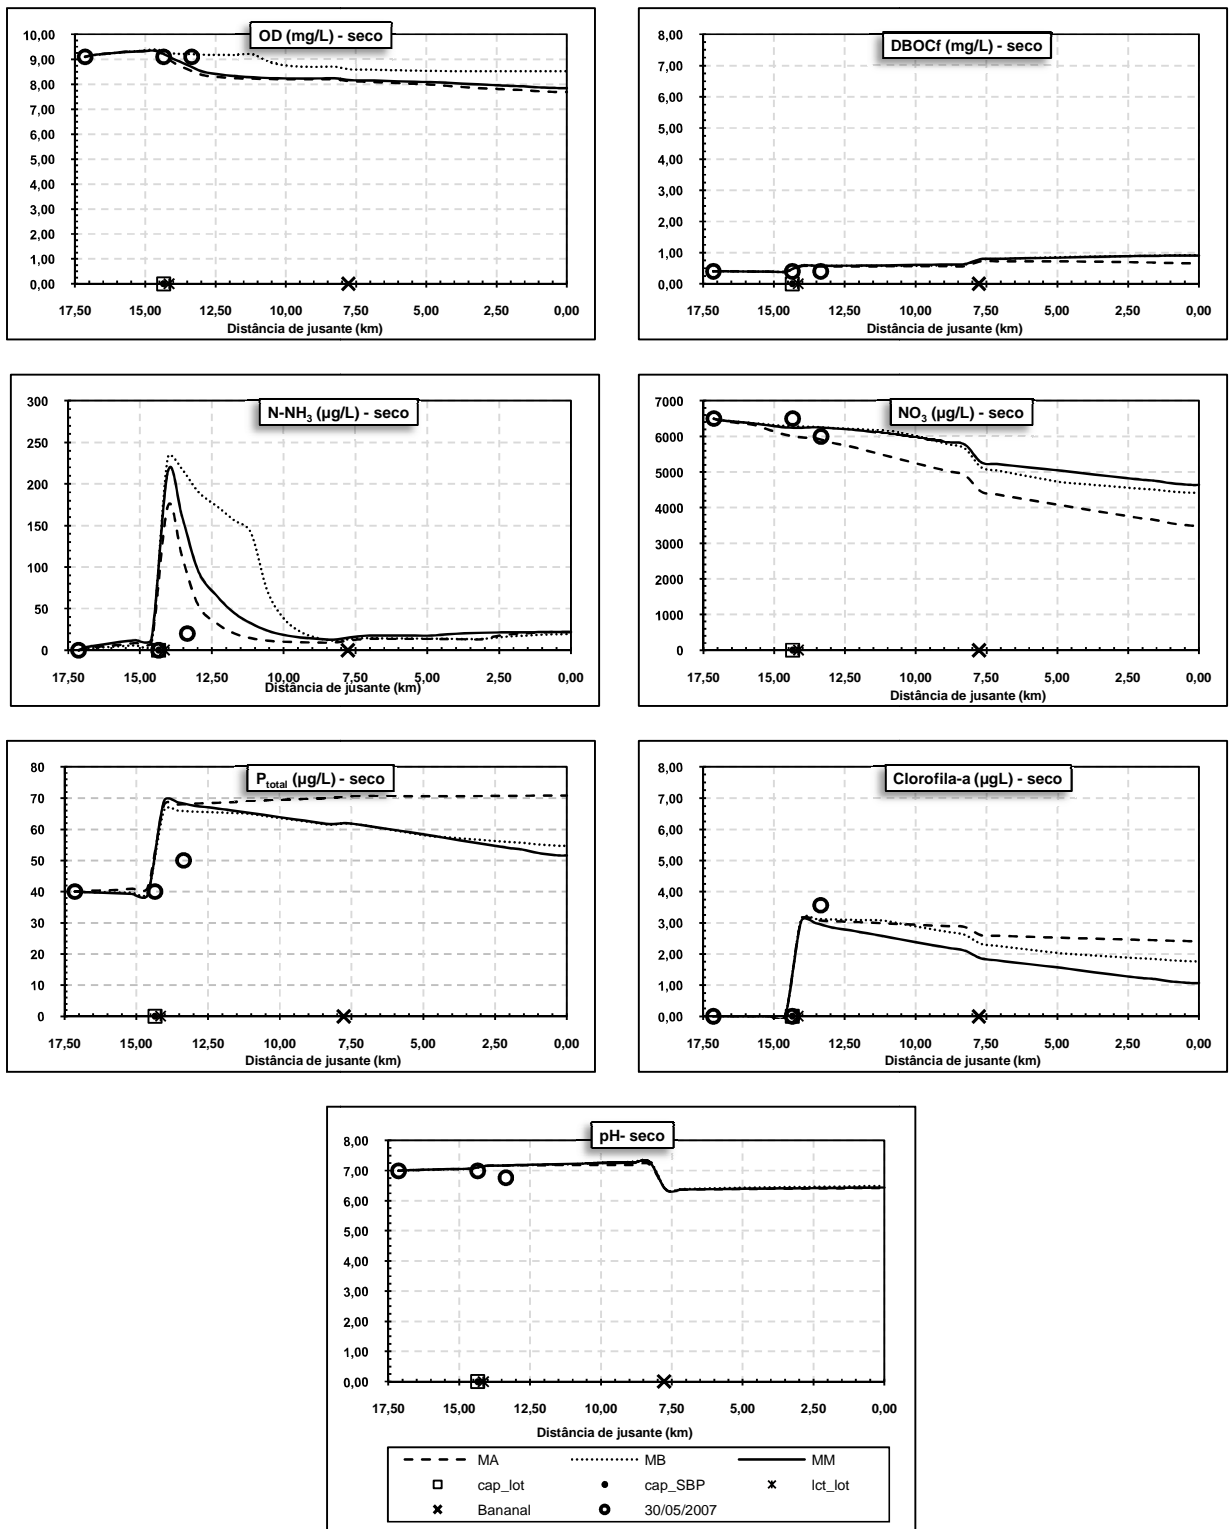 OD (mg/L) - seco
10,00
9,00
8,00
7,00
6,00
5,00
4,00
3,00
2,00
1,00
0,00
17,50 15,00 12,50 10,00 7,50 5,00 2,50 0,00
Distância de jusante (km)
DBOCf (mg/L) - seco
8,00
7,00
6,00
5,00
4,00
3,00
2,00
1,00
0,00
17,50 15,00 12,50 10,00 7,50 5,00 2,50 0,00
Distância de jusante (km)
N-NH3 (µg/L) - seco
300
250
200
150
100
50
0
17,50 15,00 12,50 10,00 7,50 5,00 2,50 0,00
Distância de jusante (km)
NO3 (µg/L) - seco
7000
6000
5000
4000
3000
2000
1000
0
17,50 15,00 12,50 10,00 7,50 5,00 2,50 0,00
Distância de jusante (km)
Ptotal (µg/L) - seco
80
70
60
50
40
30
20
10
0
17,50 15,00 12,50 10,00 7,50 5,00 2,50 0,00
Distância de jusante (km)
Clorofila-a (µgL) - seco
8,00
7,00
6,00
5,00
4,00
3,00
2,00
1,00
0,00
17,50 15,00 12,50 10,00 7,50 5,00 2,50 0,00
Distância de jusante (km)
pH- seco
8,00
7,00
6,00
5,00
4,00
3,00
2,00
1,00
0,00
17,50 15,00 12,50 10,00 7,50 5,00 2,50 0,00
Distância de jusante (km)
MA MB MM
cap_lot cap_SBP lct_lot
Bananal 30/05/2007